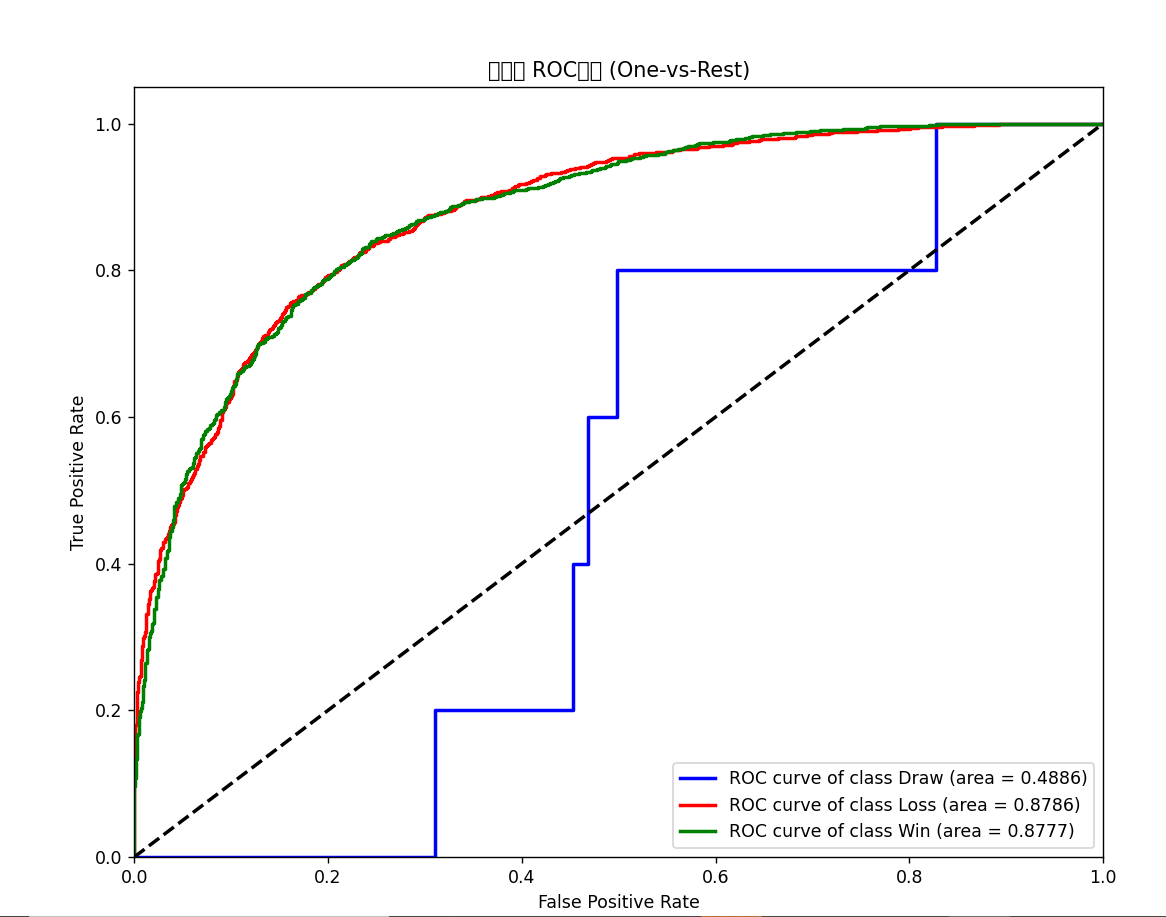 ROC (One-vs-Rest)
1.0
0.8
0.6
0.4
0.2
0.0
True Positive Rate
ROC curve of class Draw (area = 0.4886)
ROC curve of class Loss (area = 0.8786)
ROC curve of class Win (area = 0.8777)
0.0 0.2 0.4 0.6 0.8 1.0
False Positive Rate